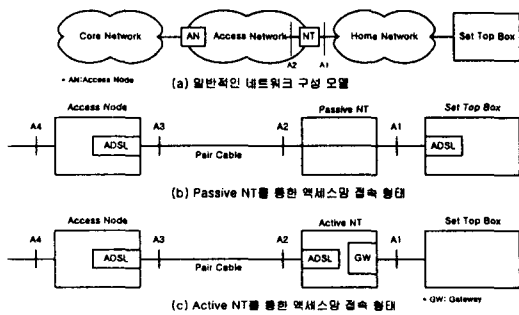 Core Network
AN
Access Network
NT
Home Network
Set Top Box
A2
A1
* AN:Access Node
(a) 일반적인 네트워크 구성 모델
Access Node
Passive NT
Set Top Box
A4
ADSL
A3
Pair Cable
A2
A1
ADSL
(b) Passive NT를 통한 액세스망 접속 형태
Access Node
Active NT
Set Top Box
A4
ADSL
A3
Pair Cable
A2
ADSL
GW
A1
* GW: Gateway
(c) Active NT를 통한 액세스망 접속 형태